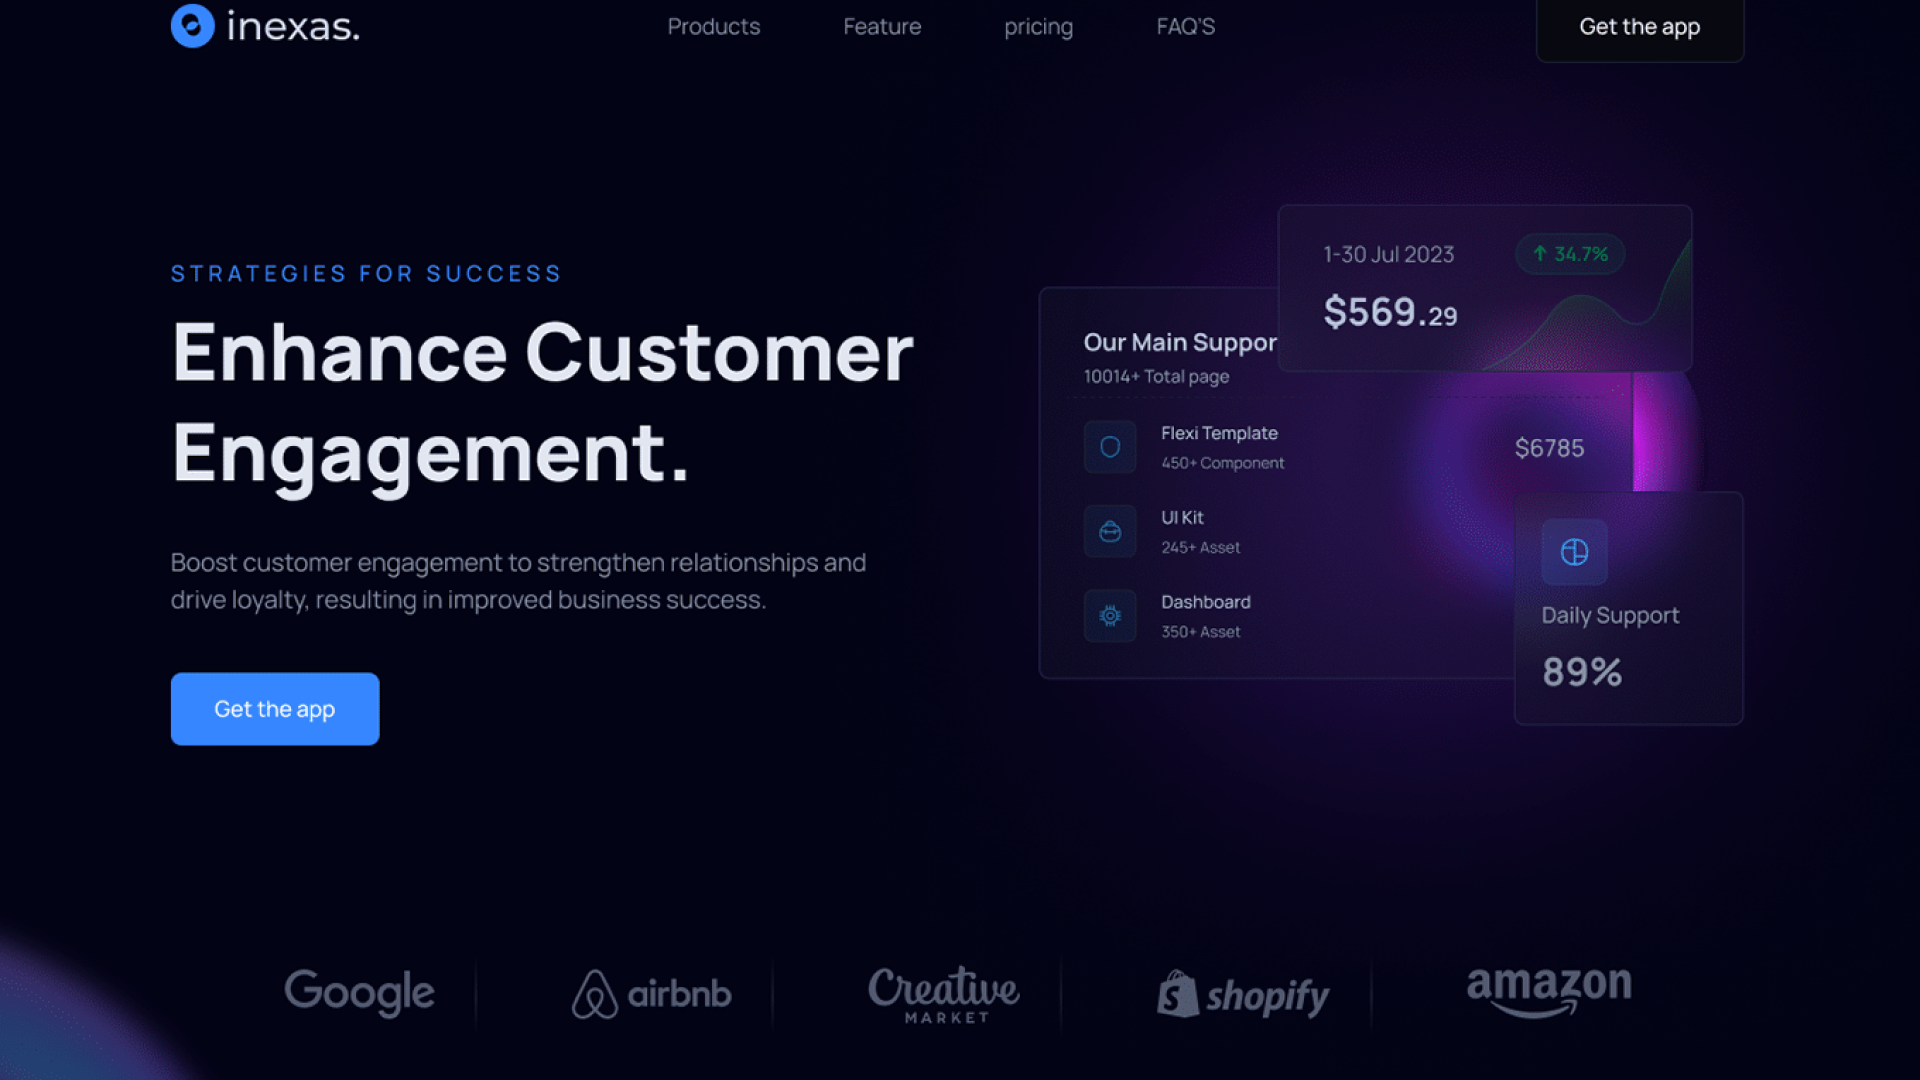 inexas.
Products
Feature
pricing
FAQ'S
Get the app
STRATEGIES FOR SUCCESS
Enhance Customer
Engagement.
Boost customer engagement to strengthen relationships and
drive loyalty, resulting in improved business success.
Get the app
1-30 Jul 2023
↑ 34.7%
$569.29
Our Main Suppor
10014+ Total page
Flexi Template
450+ Component
$6785
UI Kit
245+ Asset
Dashboard
350+ Asset
Daily Support
89%
Google
airbnb
Creative
MARKET
shopify
amazon